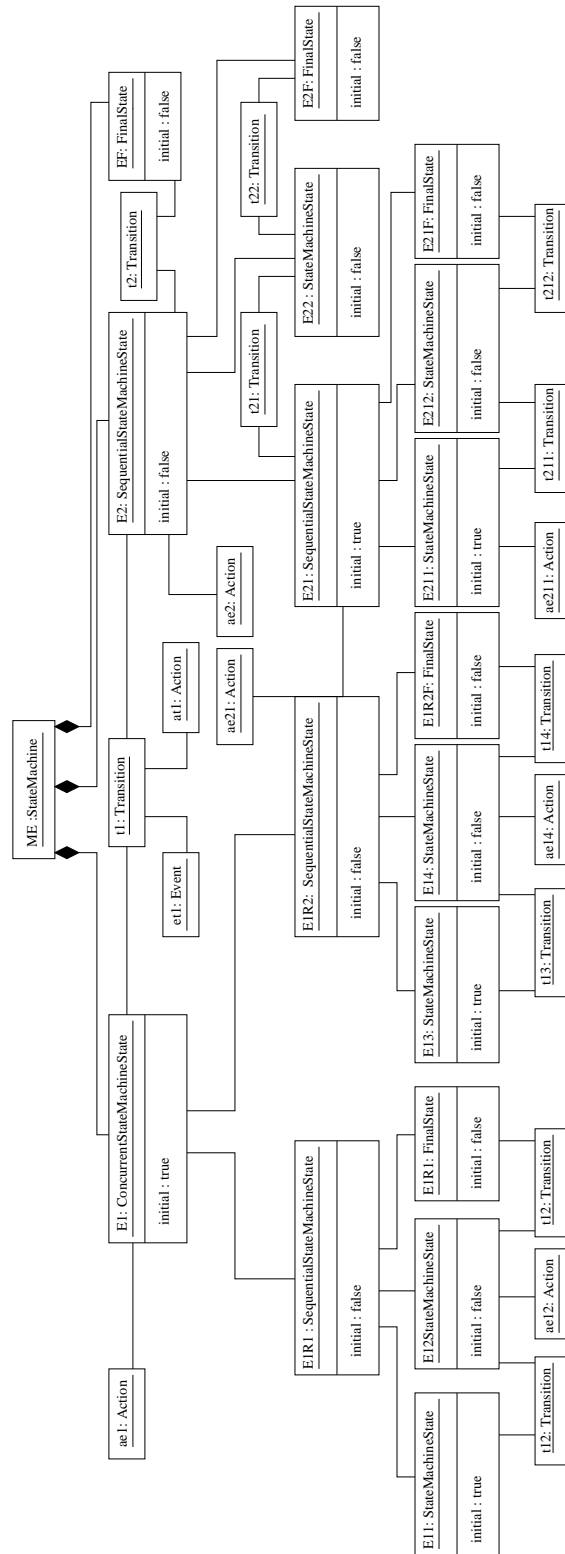 ME :StateMachine
ae1: Action
E1: ConcurrentStateMachineState
initial : true
t1: Transition
et1: Event
at1: Action
E2: SequentialStateMachineState
initial : false
t2: Transition
EF: FinalState
initial : false
ae21: Action
ae2: Action
E1R1 : SequentialStateMachineState
initial : false
E1R2: SequentialStateMachineState
initial : false
E21: SequentialStateMachineState
initial : true
t21: Transition
E22 : StateMachineState
initial : false
t22: Transition
E2F: FinalState
initial : false
E11: StateMachineState
initial : true
E12StateMachineState
initial : false
E1R1: FinalState
initial : false
E13: StateMachineState
initial : true
E14: StateMachineState
initial : false
E1R2F: FinalState
initial : false
E211: StateMachineState
initial : true
E212: StateMachineState
initial : false
E21F: FinalState
initial : false
t12: Transition
ae12: Action
t12: Transition
t13: Transition
ae14: Action
t14: Transition
ae211: Action
t211: Transition
t212: Transition